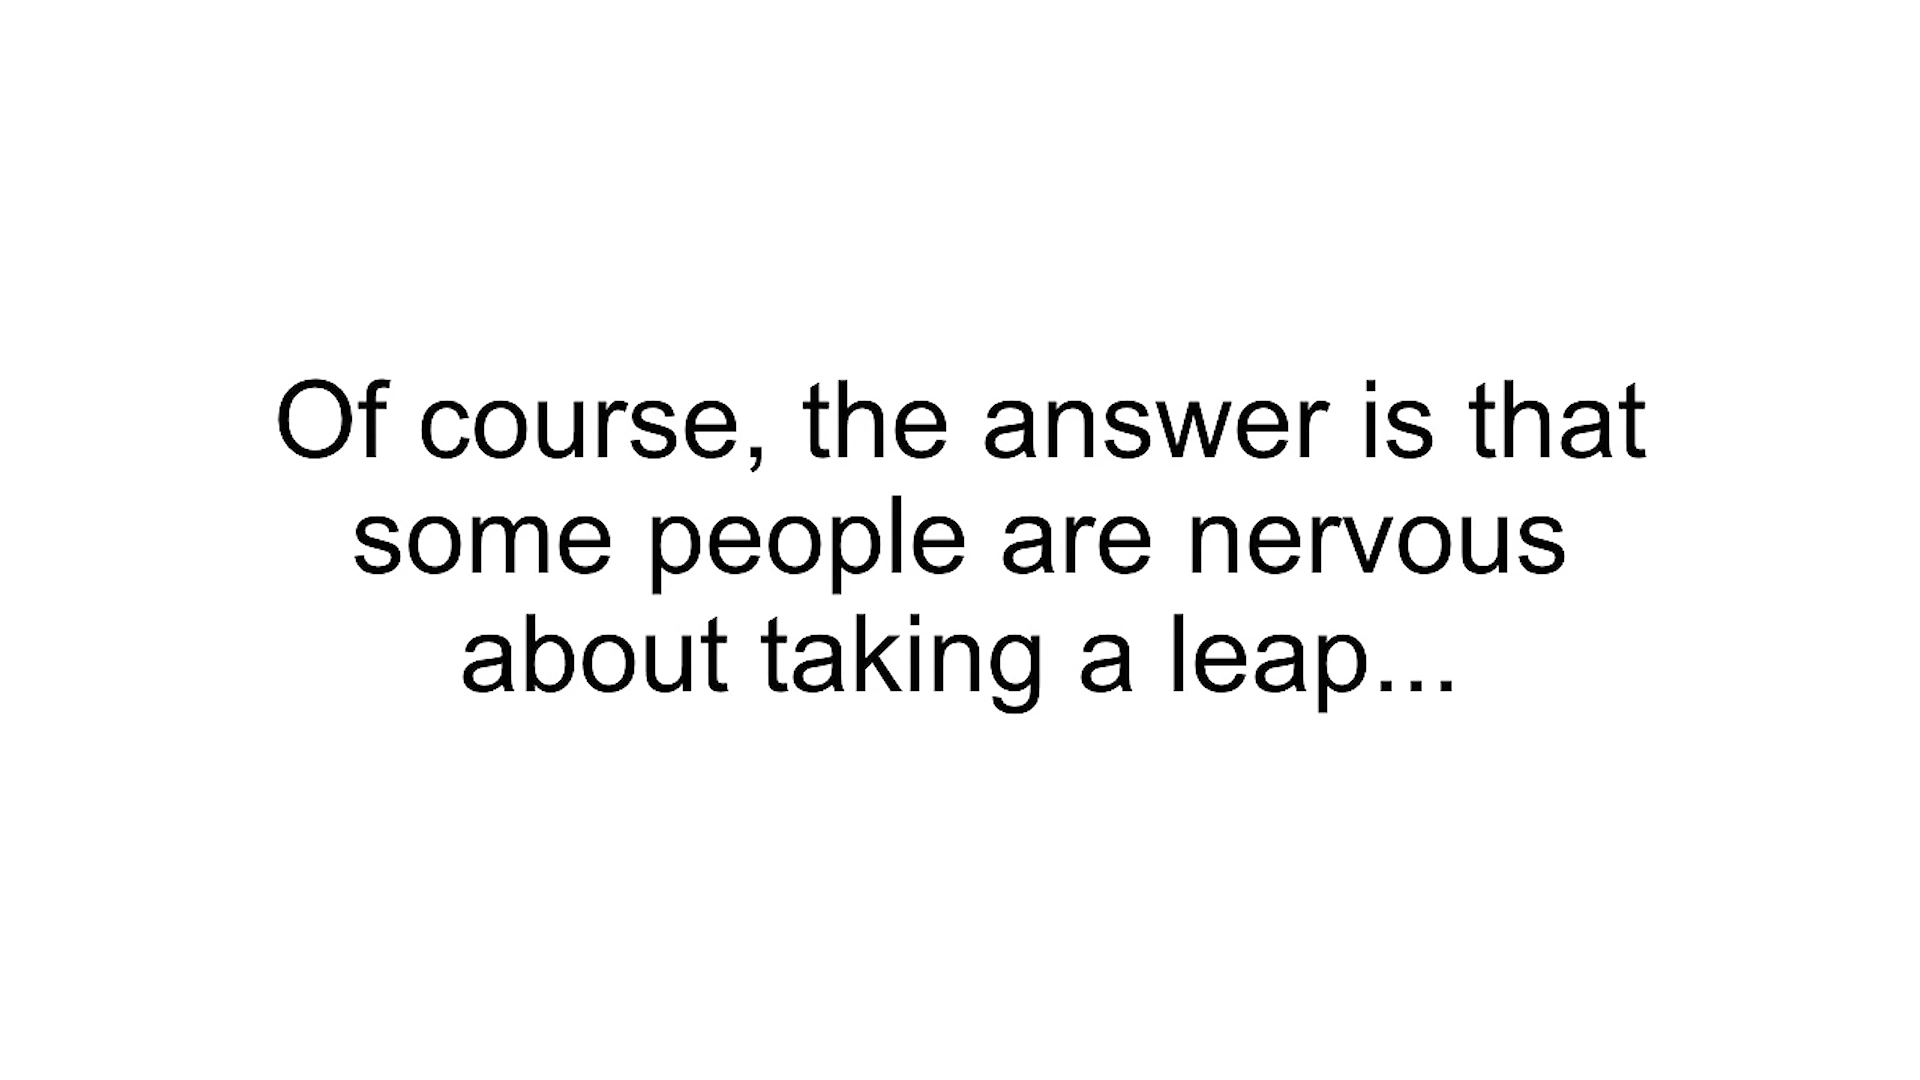 Of course, the answer is that
some people are nervous
about taking a leap...